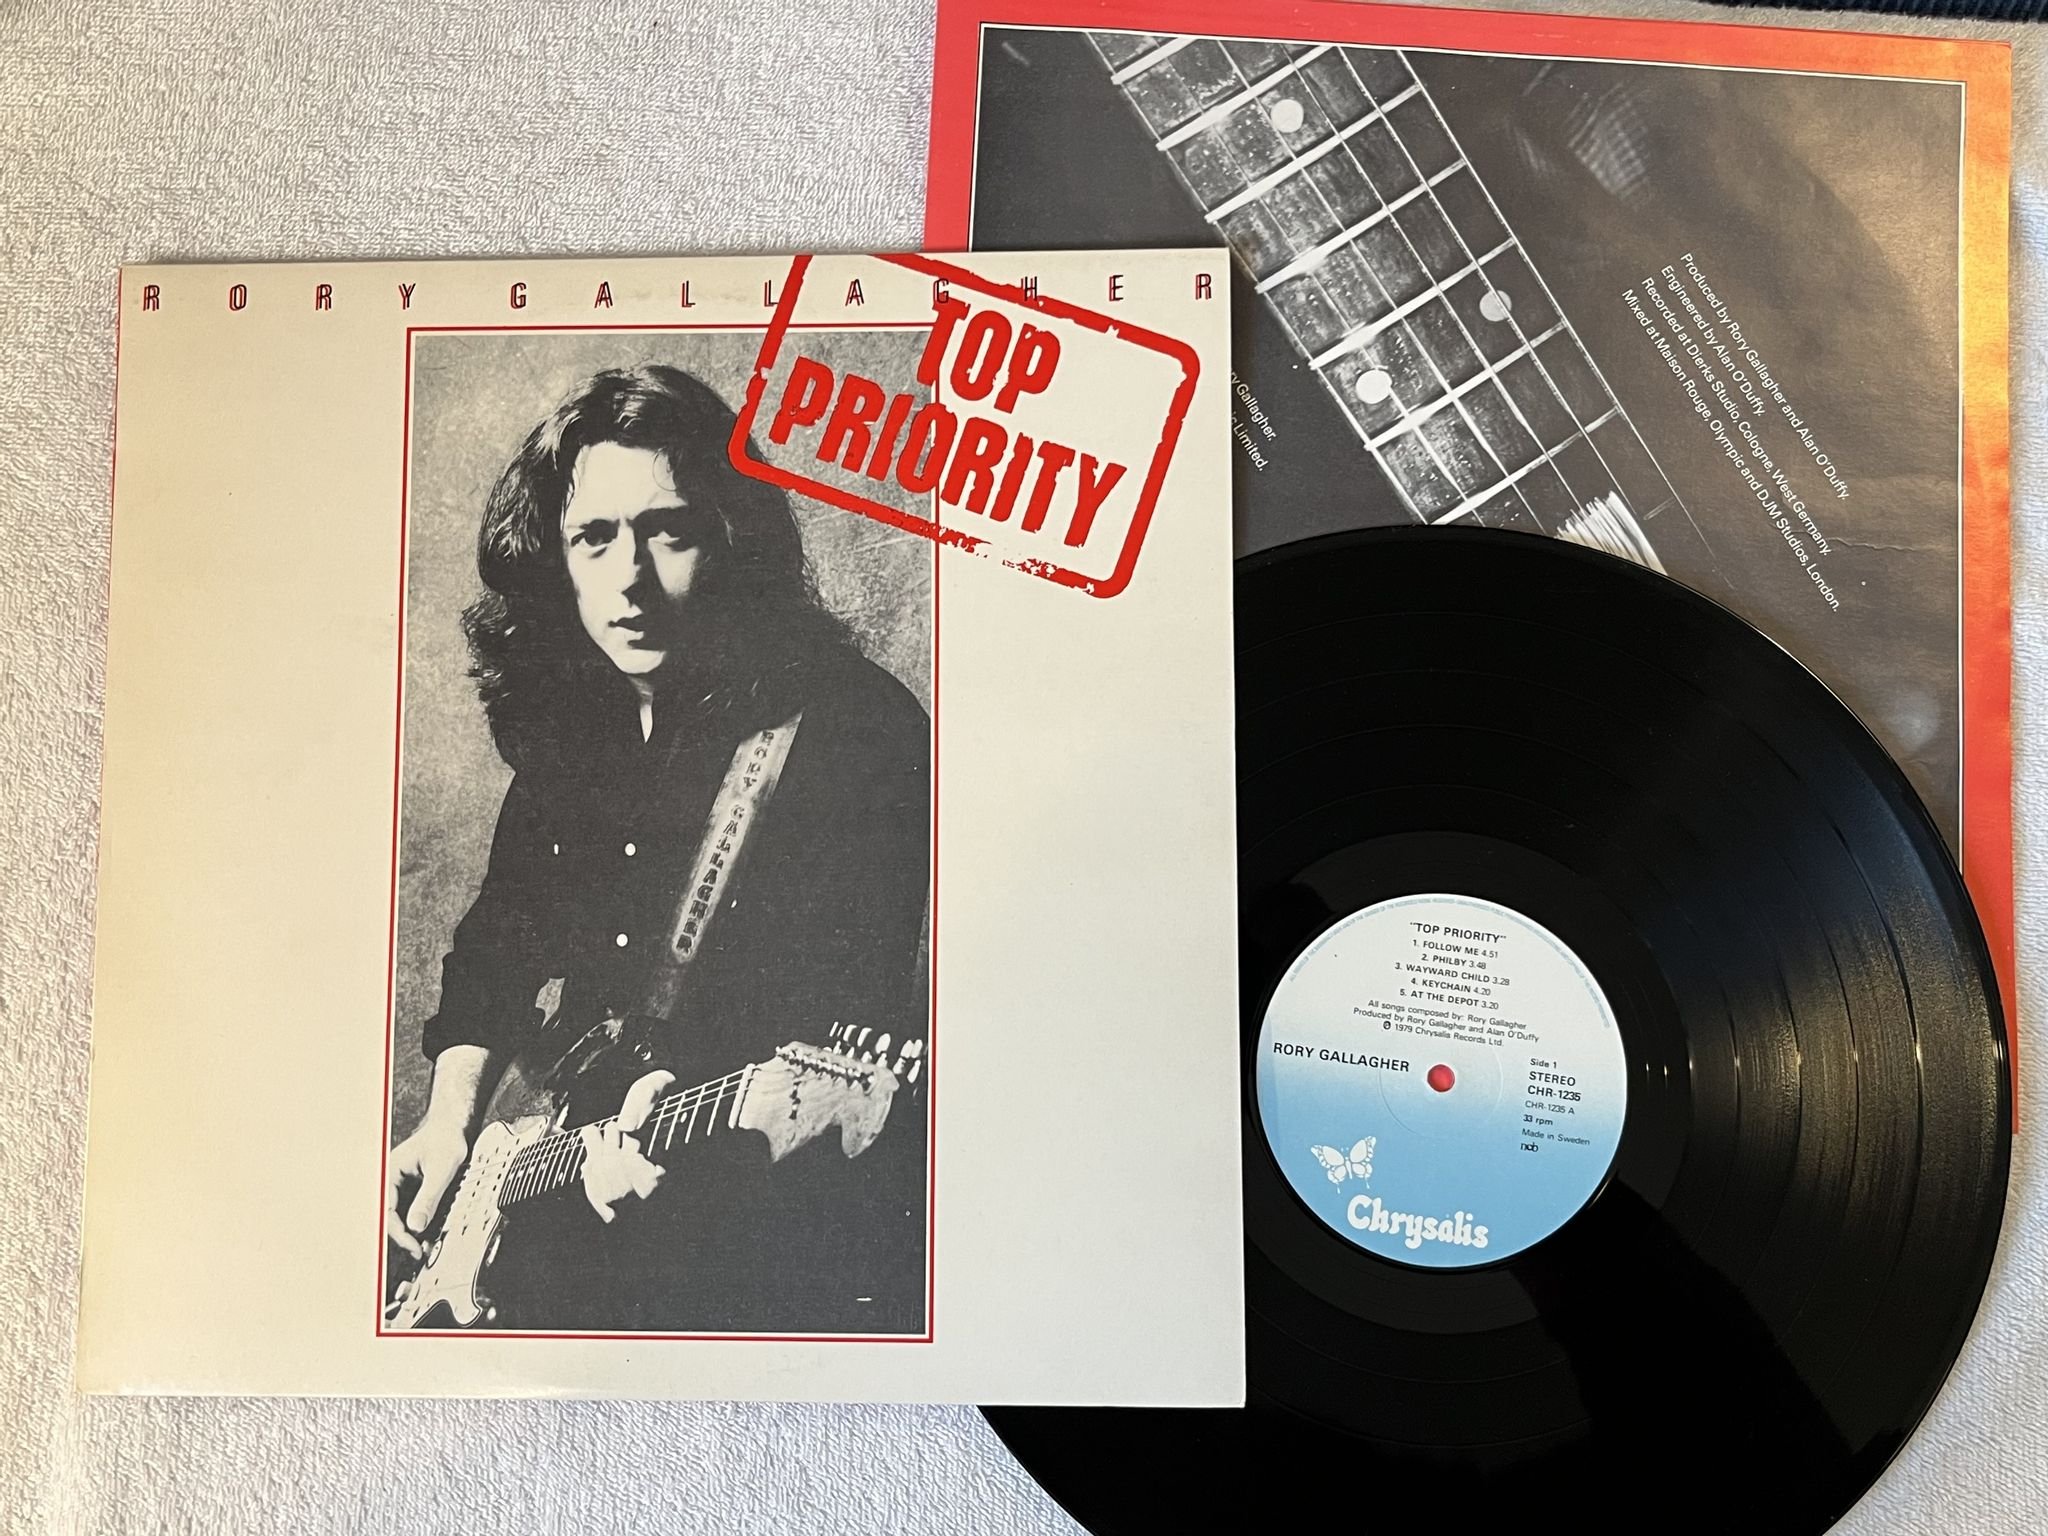 RORY GALLAGHER
TOP
PRIORITY
RORY GALLAGHER
Produced by Rory Gallagher and Alan O'Duffy.
Engineered by Alan O'Duffy.
Recorded at Dierks Studio, Cologne, West Germany.
Mixed at Maison Rouge, Olympic and DJM Studios, London.
Gallagher.
Limited.
"TOP PRIORITY"
1. FOLLOW ME 4.51
2. PHILBY 3.48
3. WAYWARD CHILD 3.28
4. KEYCHAIN 4.20
5. AT THE DEPOT 3.20
All songs composed by: Rory Gallagher
Produced by Rory Gallagher and Alan O'Duffy
℗ 1979 Chrysalis Records Ltd.
RORY GALLAGHER
Side 1
STEREO
CHR-1235
CHR-1235 A
33 rpm
Made in Sweden
ncb
Chrysalis